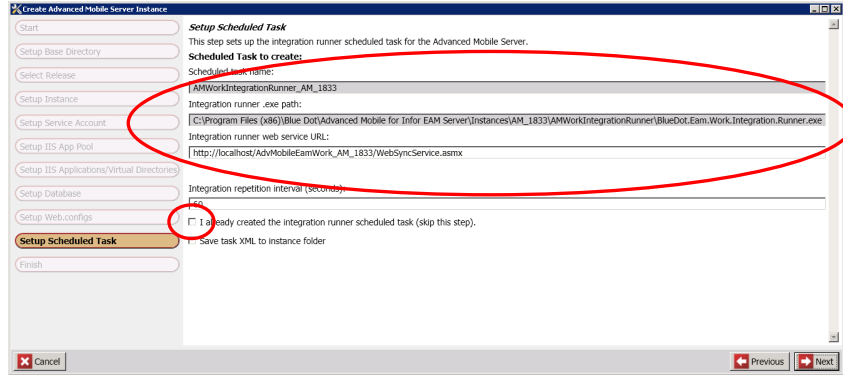 Create Advanced Mobile Server Instance
Start
Setup Base Directory
Select Release
Setup Instance
Setup Service Account
Setup IIS App Pool
Setup IIS Applications/Virtual Directories
Setup Database
Setup Web.configs
Setup Scheduled Task
Finish
Setup Scheduled Task
This step sets up the integration runner scheduled task for the Advanced Mobile Server.
Scheduled Task to create:
Scheduled task name:
AMWorkIntegrationRunner_AM_1833
Integration runner .exe path:
C:\Program Files (x86)\Blue Dot\Advanced Mobile for Infor EAM Server\Instances\AM_1833\AMWorkIntegrationRunner\BlueDot.Eam.Work.Integration.Runner.exe
Integration runner web service URL:
http://localhost/AdvMobileEamWork_AM_1833/WebSyncService.asmx
Integration repetition interval (seconds):
60
I already created the integration runner scheduled task (skip this step).
Save task XML to instance folder
Cancel
Previous
Next